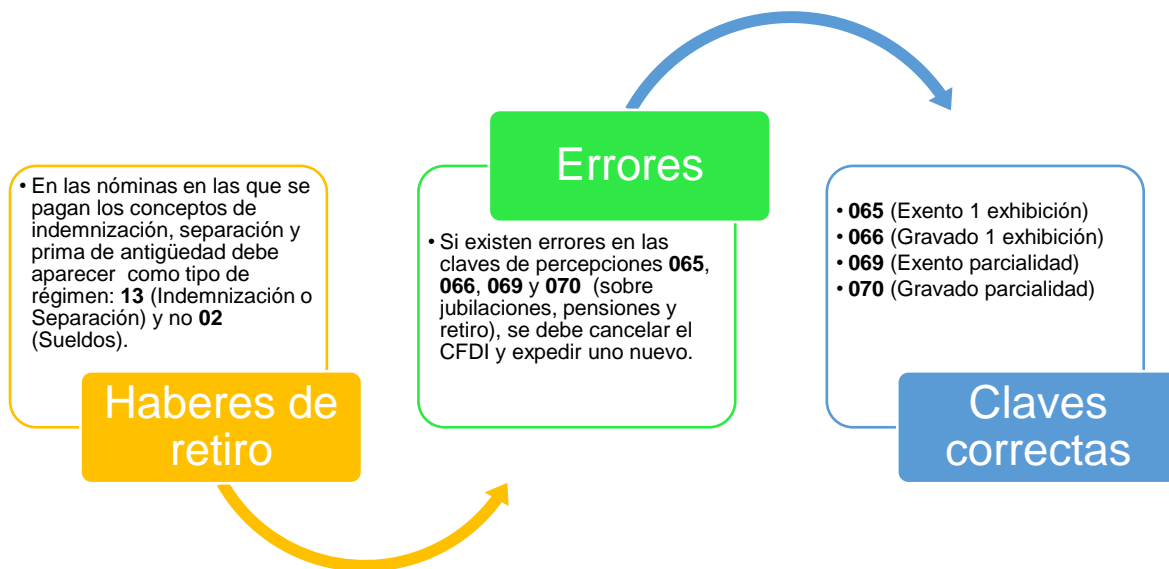 • En las nóminas en las que se
pagan los conceptos de
indemnización, separación y
prima de antigüedad debe
aparecer como tipo de
régimen: 13 (Indemnización o
Separación) y no 02
(Sueldos).
Haberes de
retiro
Errores
• Si existen errores en las
claves de percepciones 065,
066, 069 y 070 (sobre
jubilaciones, pensiones y
retiro), se debe cancelar el
CFDI y expedir uno nuevo.
• 065 (Exento 1 exhibición)
• 066 (Gravado 1 exhibición)
• 069 (Exento parcialidad)
• 070 (Gravado parcialidad)
Claves
correctas